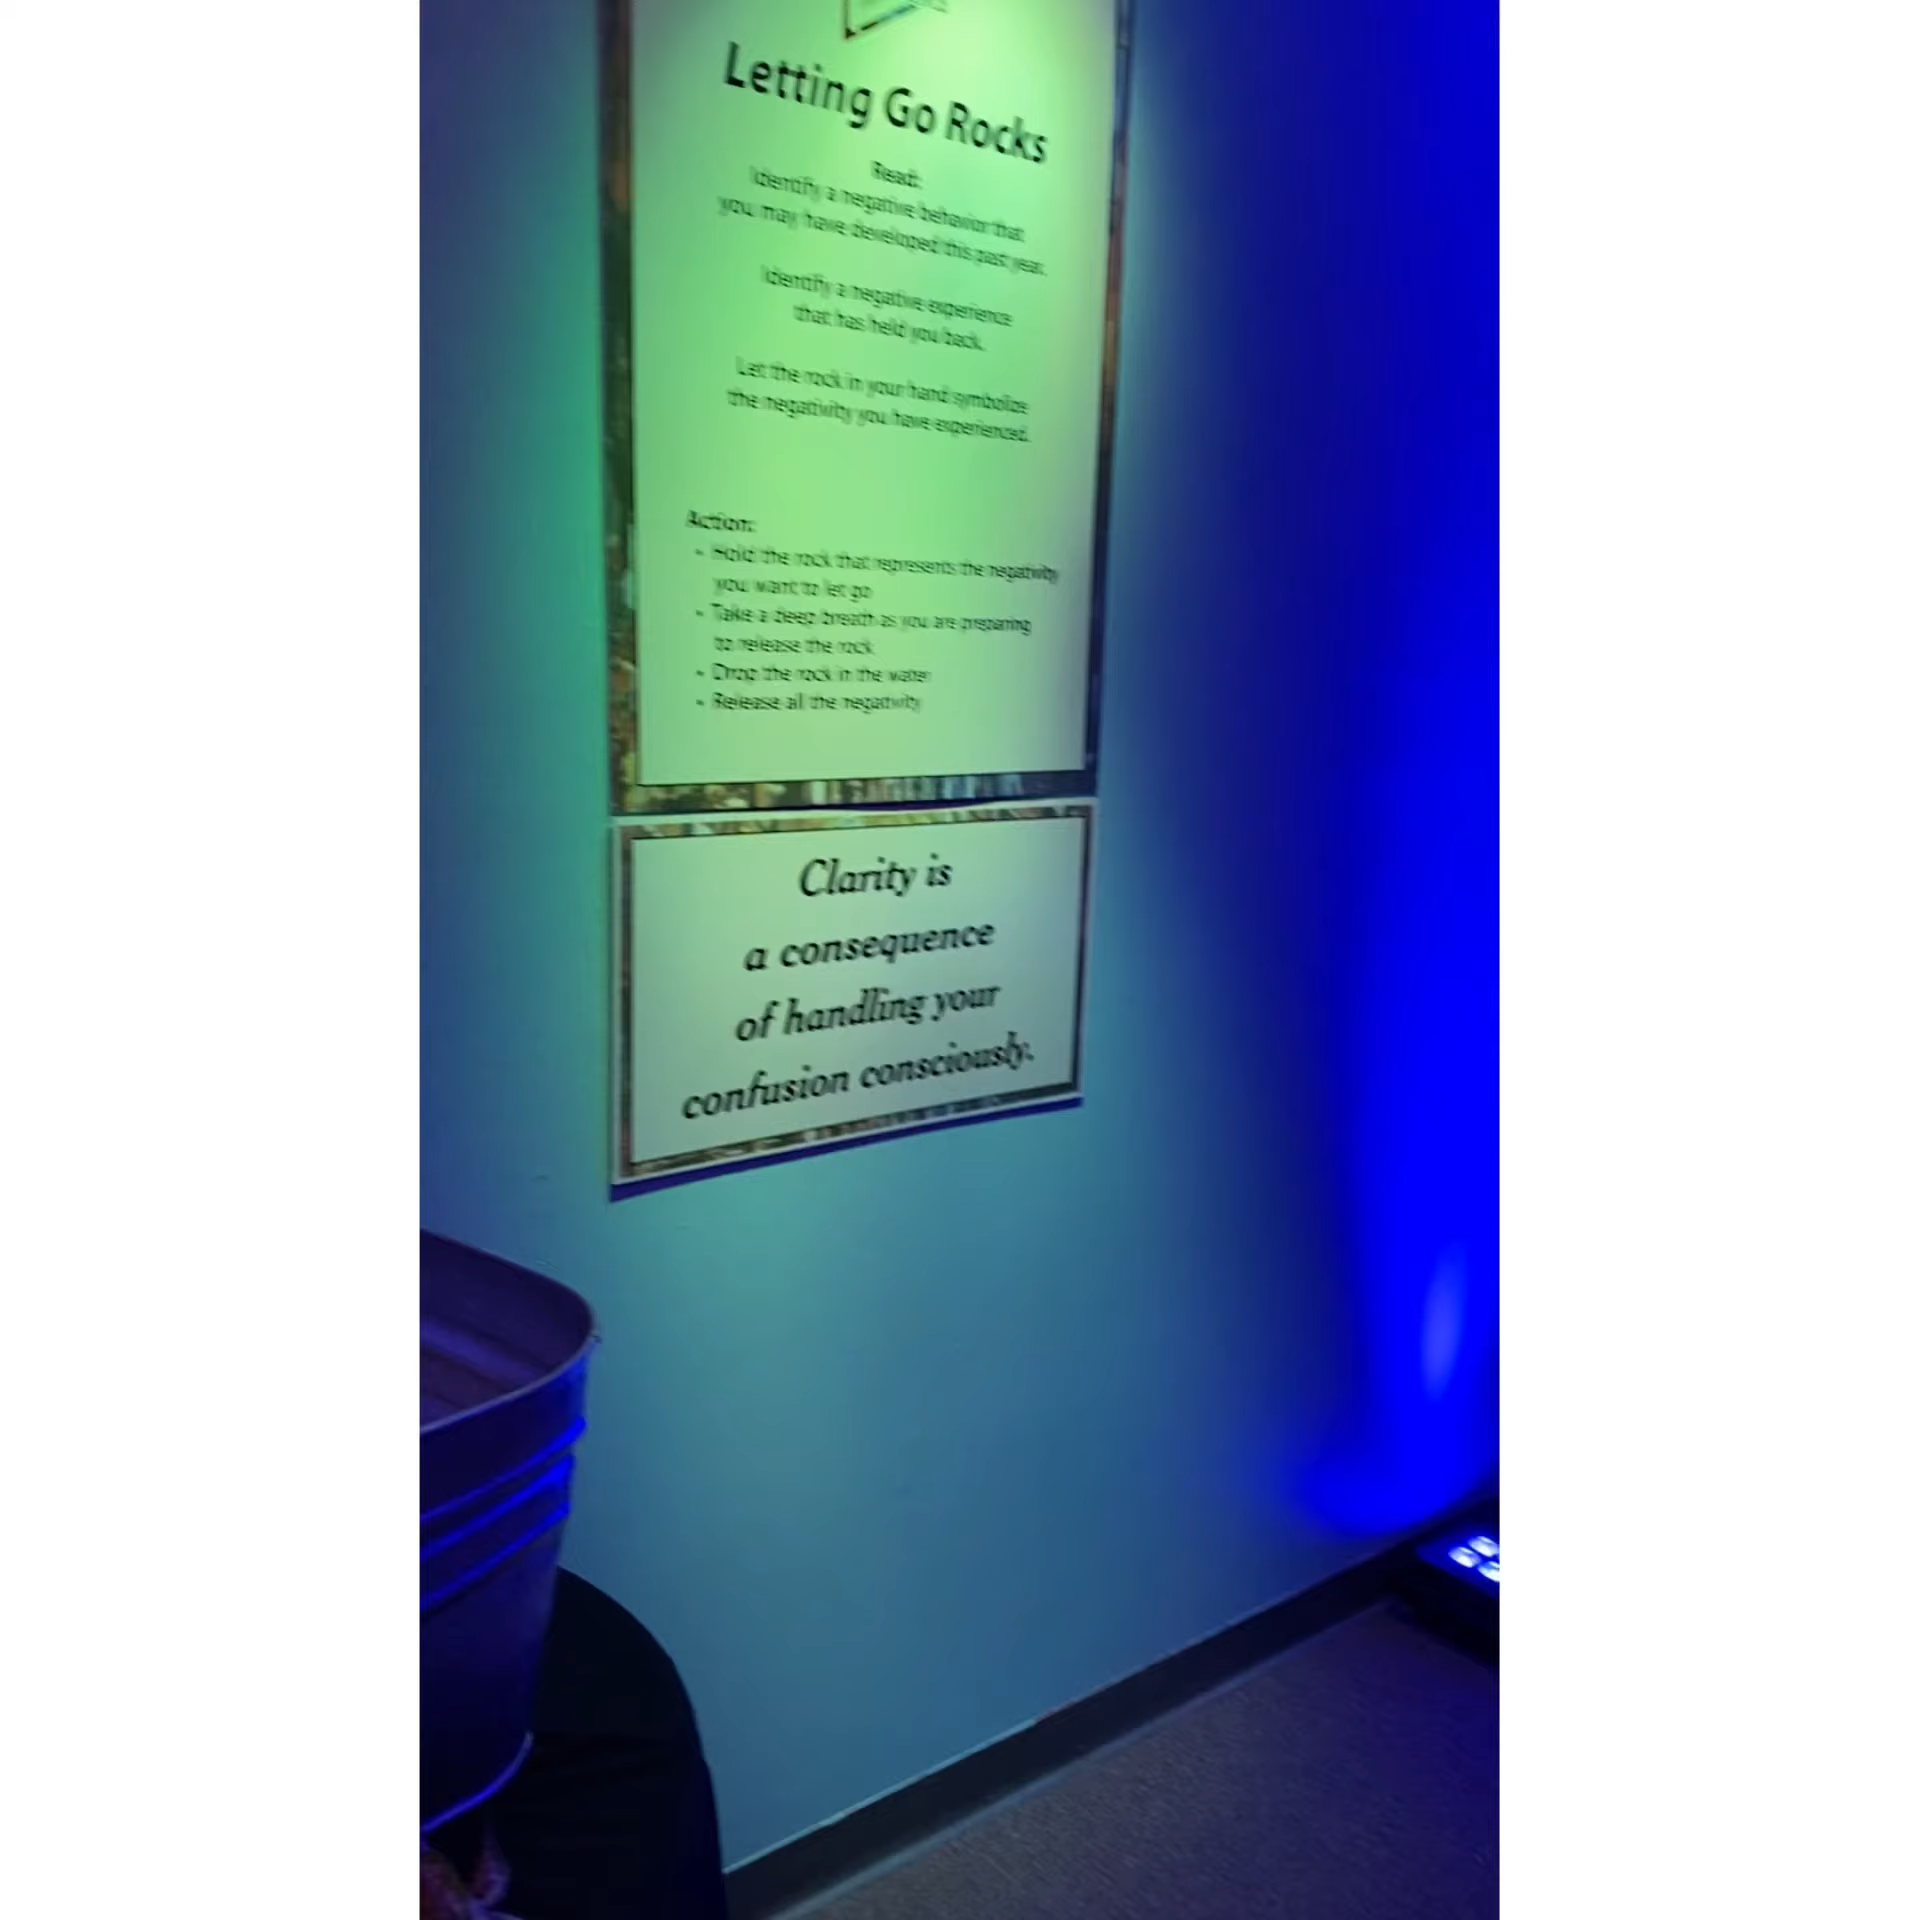 Letting Go Rocks
Read:
Identify a negative behavior that
you may have developed this past year.
Identify a negative experience
that has held you back.
Let the rock in your hand symbolize
the negativity you have experienced.
Action:
• Hold the rock that represents the negativity
you want to let go
• Take a deep breath as you are preparing
to release the rock
• Drop the rock in the water
• Release all the negativity
Clarity is
a consequence
of handling your
confusion consciously.